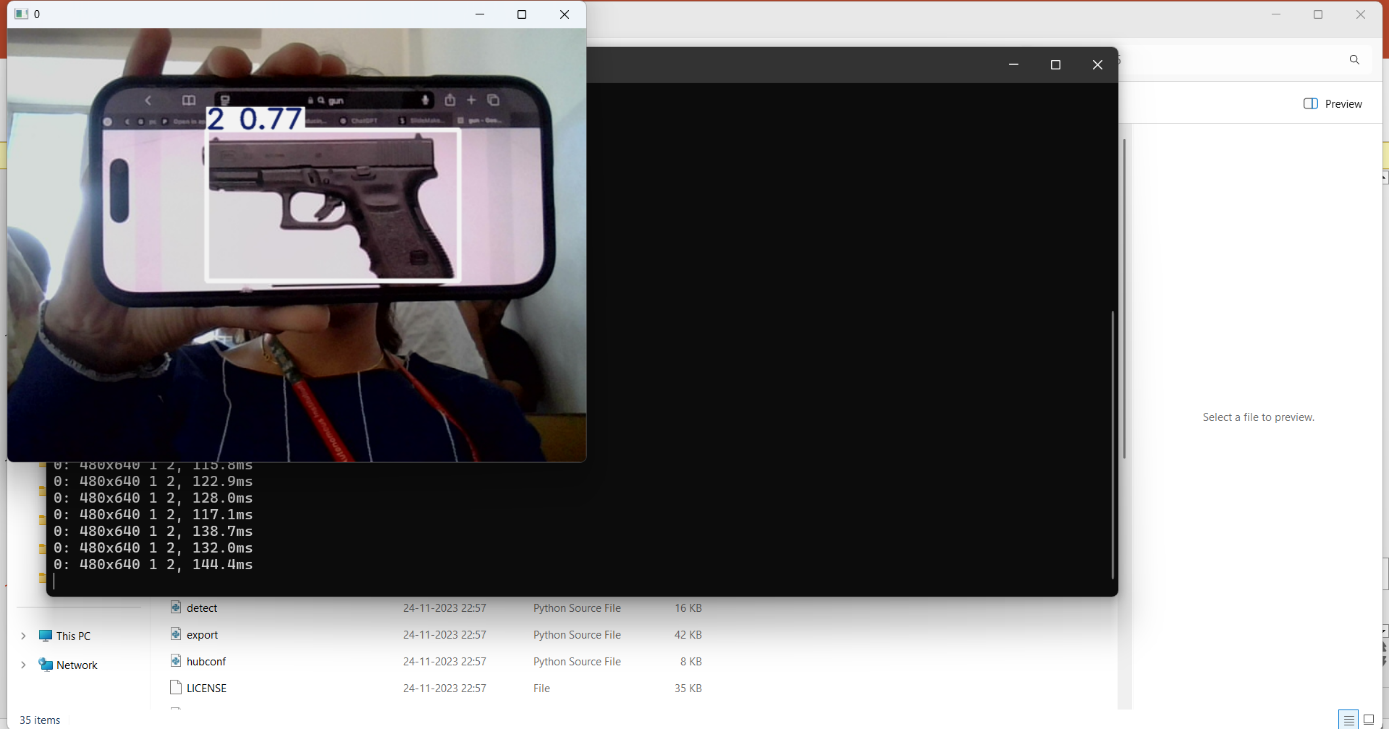 0
gun
ChatGPT
2 0.77
Preview
Select a file to preview.
0: 480x640 1 2, 115.8ms
0: 480x640 1 2, 122.9ms
0: 480x640 1 2, 128.0ms
0: 480x640 1 2, 117.1ms
0: 480x640 1 2, 138.7ms
0: 480x640 1 2, 132.0ms
0: 480x640 1 2, 144.4ms
detect 24-11-2023 22:57 Python Source File 16 KB
This PC
export 24-11-2023 22:57 Python Source File 42 KB
Network
hubconf 24-11-2023 22:57 Python Source File 8 KB
LICENSE 24-11-2023 22:57 File 35 KB
35 items